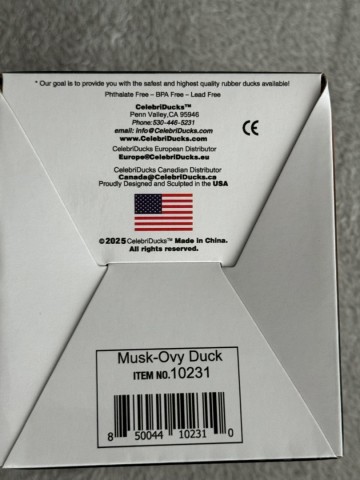 * Our goal is to provide you with the safest and highest quality rubber ducks available!
Phthalate Free – BPA Free – Lead Free
CelebriDucks™
Penn Valley,CA 95946
Phone:530-446-5231
email: Info@CelebriDucks.com
www.CelebriDucks.com
CE
CelebriDucks European Distributor
Europe@CelebriDucks.eu
CelebriDucks Canadian Distributor
Canada@CelebriDucks.ca
Proudly Designed and Sculpted in the USA
©2025 CelebriDucks™ Made in China.
All rights reserved.
Musk-Ovy Duck
ITEM NO.10231
8 50044 10231 0